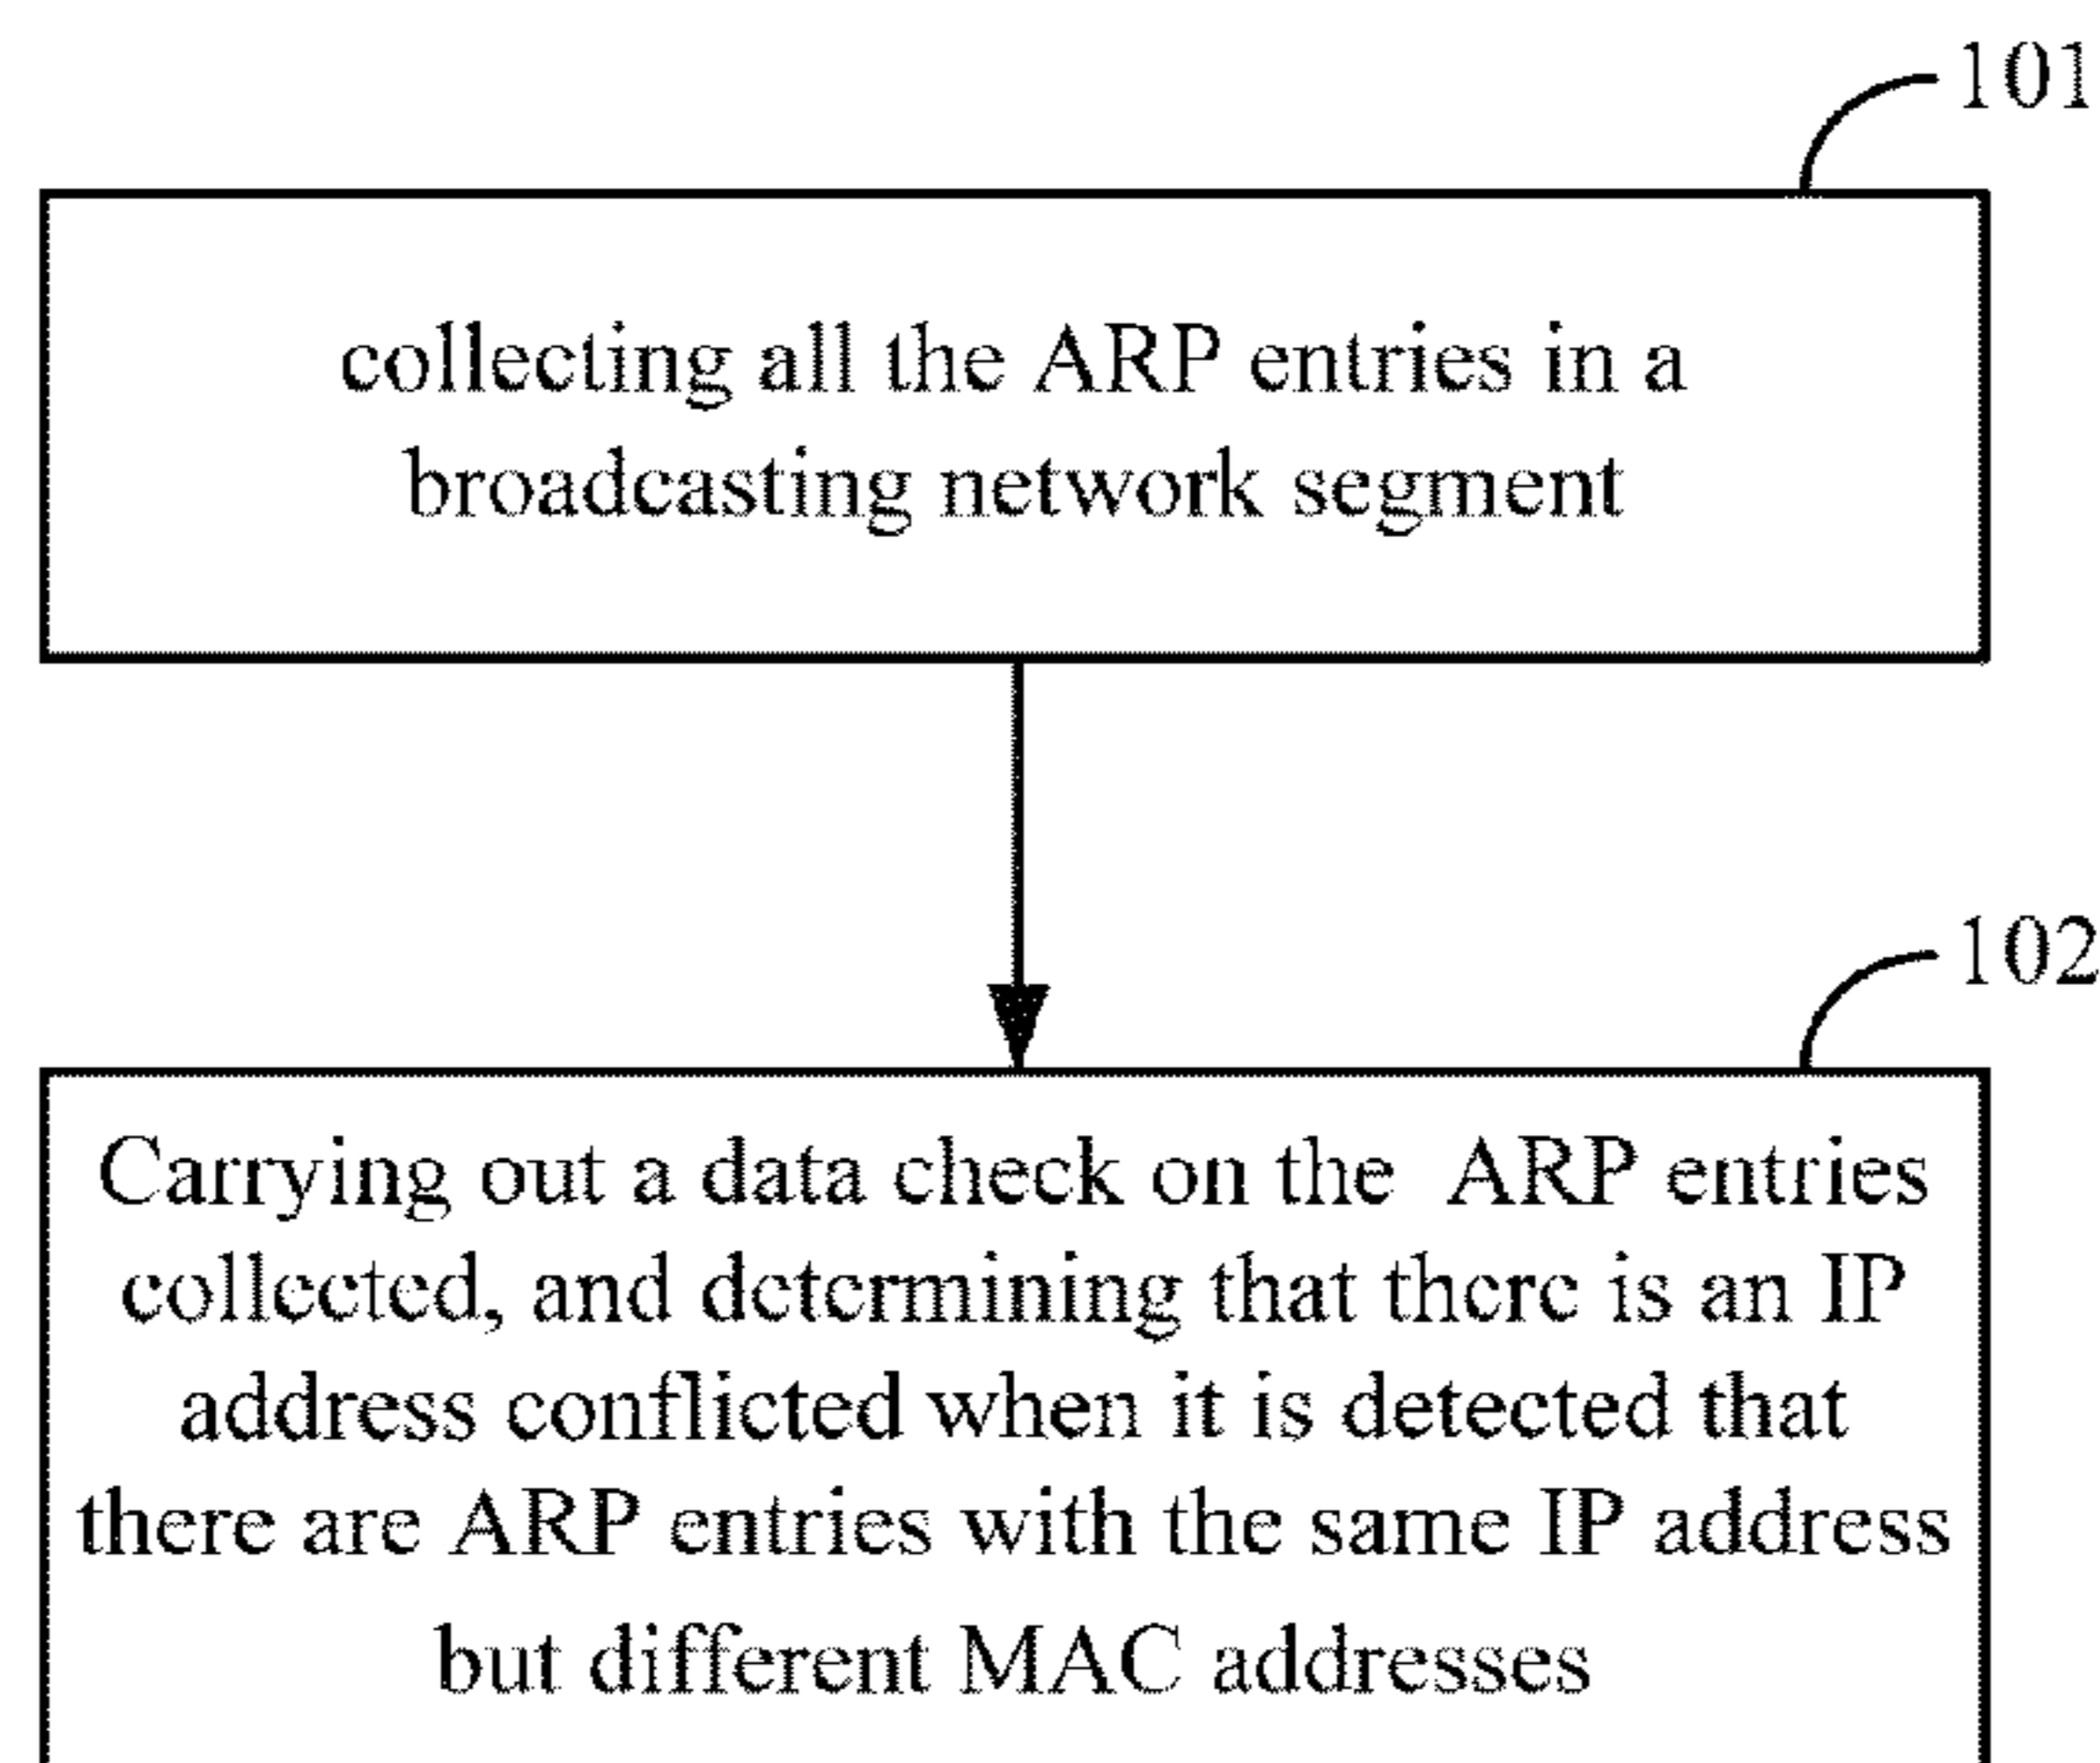 101
collecting all the ARP entries in a
broadcasting network segment
102
Carrying out a data check on the ARP entries
collected, and determining that there is an IP
address conflicted when it is detected that
there are ARP entries with the same IP address
but different MAC addresses